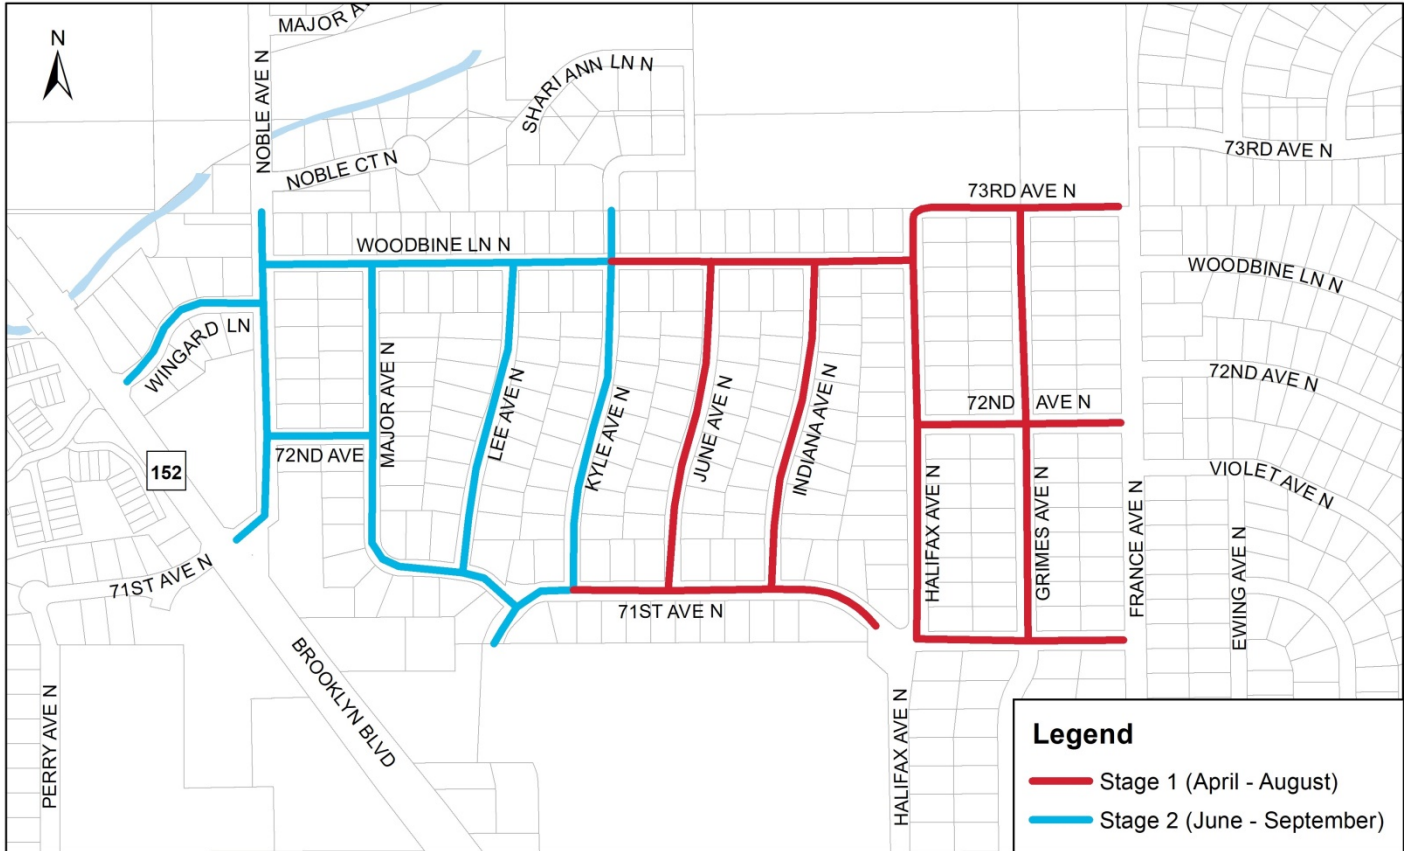 MAJOR AV
N
NOBLE AVE N
SHARI ANN LN N
NOBLE CT N
73RD AVE N
73RD AVE N
WOODBINE LN N
WOODBINE LN N
WINGARD LN
MAJOR AVE N
LEE AVE N
KYLE AVE N
JUNE AVE N
INDIANA AVE N
72ND AVE N
72ND AVE N
72ND AVE
152
HALIFAX AVE N
GRIMES AVE N
FRANCE AVE N
VIOLET AVE N
EWING AVE N
71ST AVE N
71ST AVE N
BROOKLYN BLVD
PERRY AVE N
HALIFAX AVE N
Legend
Stage 1 (April - August)
Stage 2 (June - September)